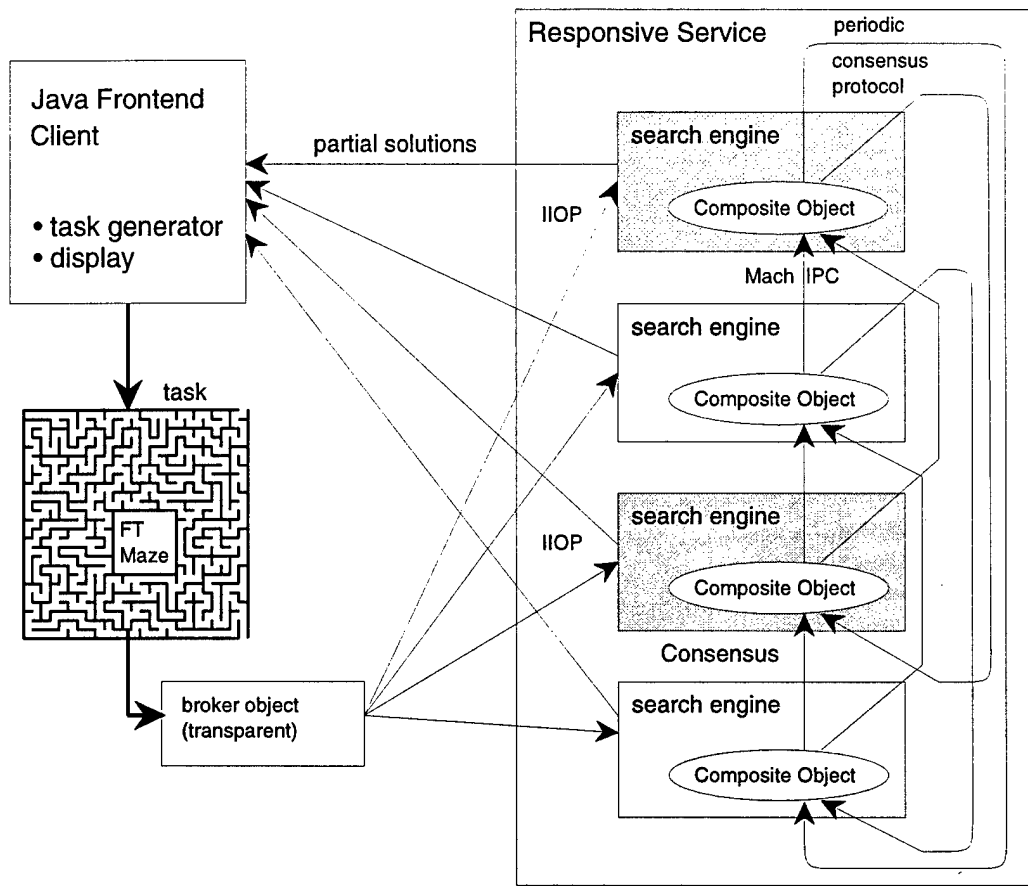 Responsive Service
periodic
consensus
protocol
Java Frontend
Client
• task generator
• display
partial solutions
search engine
Composite Object
IIOP
Mach IPC
search engine
Composite Object
task
FT
Maze
search engine
IIOP
Composite Object
Consensus
broker object
(transparent)
search engine
Composite Object